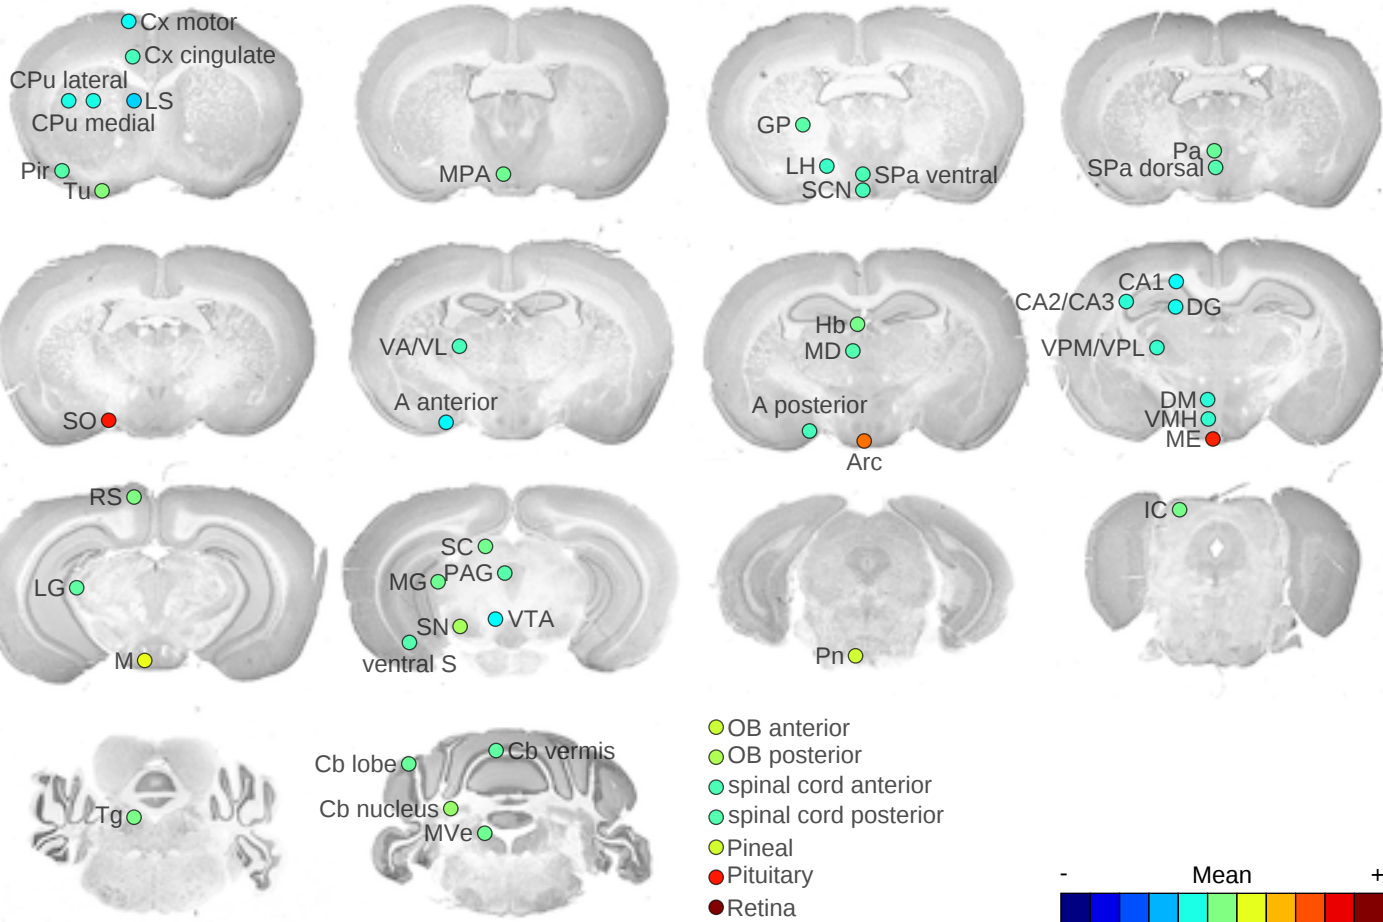 Cx motor
Cx cingulate
CPu lateral
LS
CPu medial
Pir
Tu
MPA
GP
LH
SPa ventral
SCN
Pa
SPa dorsal
SO
VA/VL
A anterior
Hb
MD
A posterior
Arc
CA1
CA2/CA3
DG
VPM/VPL
DM
VMH
ME
RS
LG
M
SC
MG
PAG
SN
VTA
ventral S
Pn
IC
Tg
Cb lobe
Cb vermis
Cb nucleus
MVe
OB anterior
OB posterior
spinal cord anterior
spinal cord posterior
Pineal
Pituitary
Retina
- Mean +